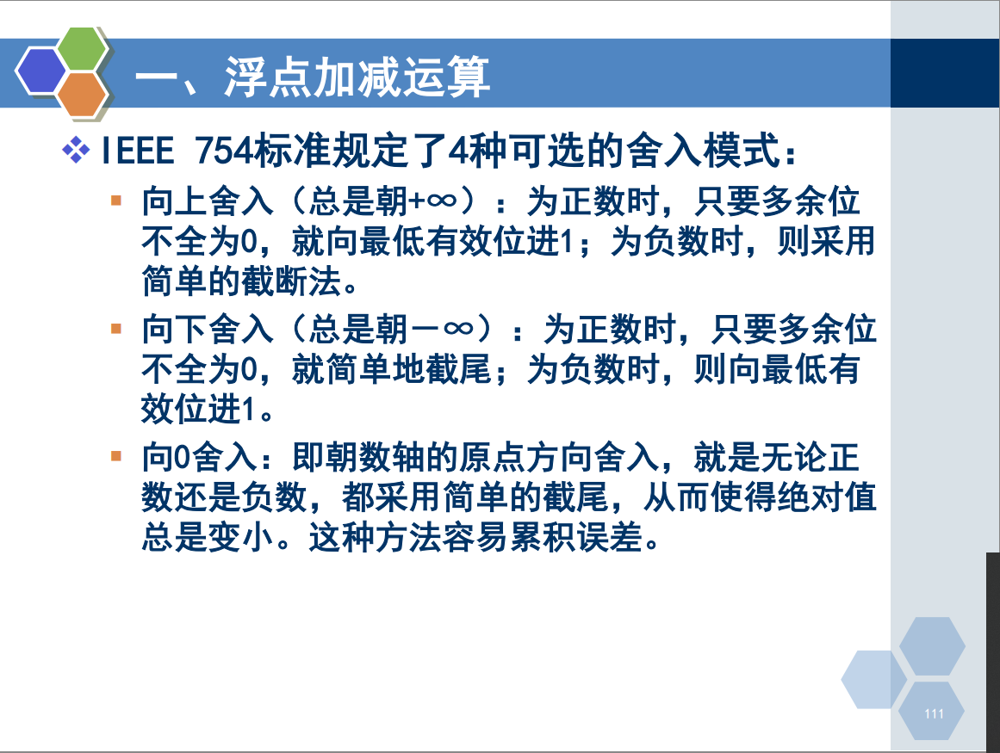 一、浮点加减运算
IEEE 754标准规定了4种可选的舍入模式：
向上舍入（总是朝+∞）：为正数时，只要多余位
不全为0，就向最低有效位进1；为负数时，则采用
简单的截断法。
向下舍入（总是朝－∞）：为正数时，只要多余位
不全为0，就简单地截尾；为负数时，则向最低有
效位进1。
向0舍入：即朝数轴的原点方向舍入，就是无论正
数还是负数，都采用简单的截尾，从而使得绝对值
总是变小。这种方法容易累积误差。
111